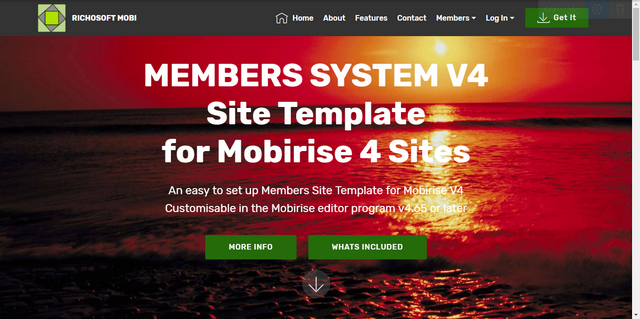 RICHOSOFT MOBI
Home About Features Contact Members Log In Get It
MEMBERS SYSTEM V4
Site Template
for Mobirise 4 Sites
An easy to set up Members Site Template for Mobirise V4
Customisable in the Mobirise editor program v4.65 or later
MORE INFO WHATS INCLUDED